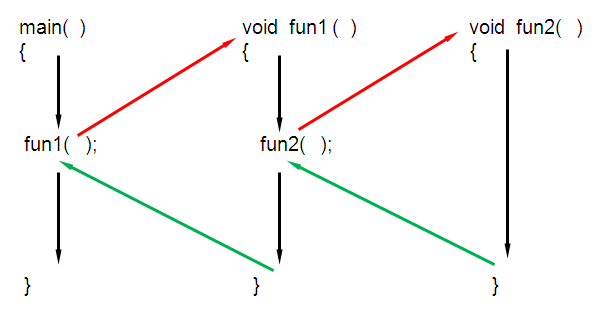 main( )
{
fun1( );
}
void fun1( )
{
fun2( );
}
void fun2( )
{
}